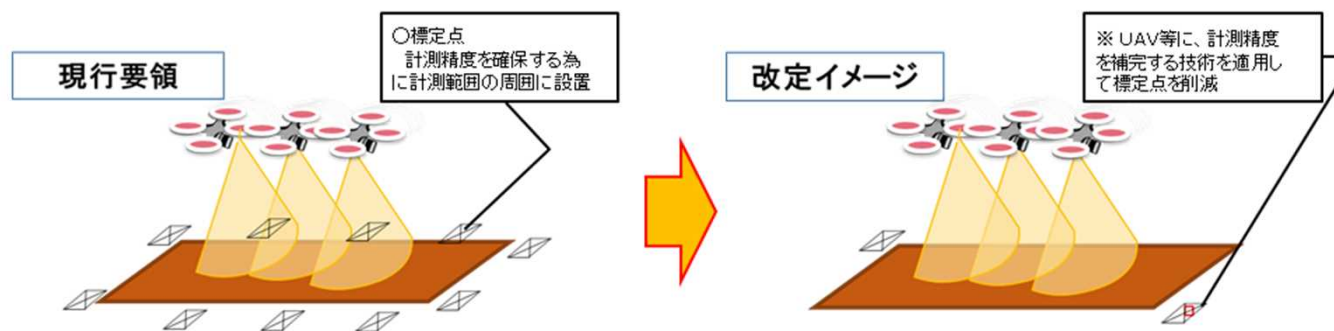 現行要領
○標定点
計測精度を確保する為
に計測範囲の周囲に設置
改定イメージ
※ UAV等に、計測精度
を補完する技術を適用し
て標定点を削減